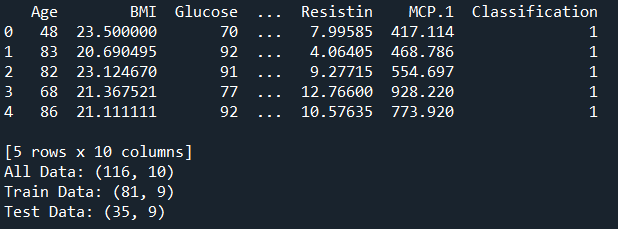 Age BMI Glucose ... Resistin MCP.1 Classification
0 48 23.500000 70 ... 7.99585 417.114 1
1 83 20.690495 92 ... 4.06405 468.786 1
2 82 23.124670 91 ... 9.27715 554.697 1
3 68 21.367521 77 ... 12.76600 928.220 1
4 86 21.111111 92 ... 10.57635 773.920 1
[5 rows x 10 columns]
All Data: (116, 10)
Train Data: (81, 9)
Test Data: (35, 9)